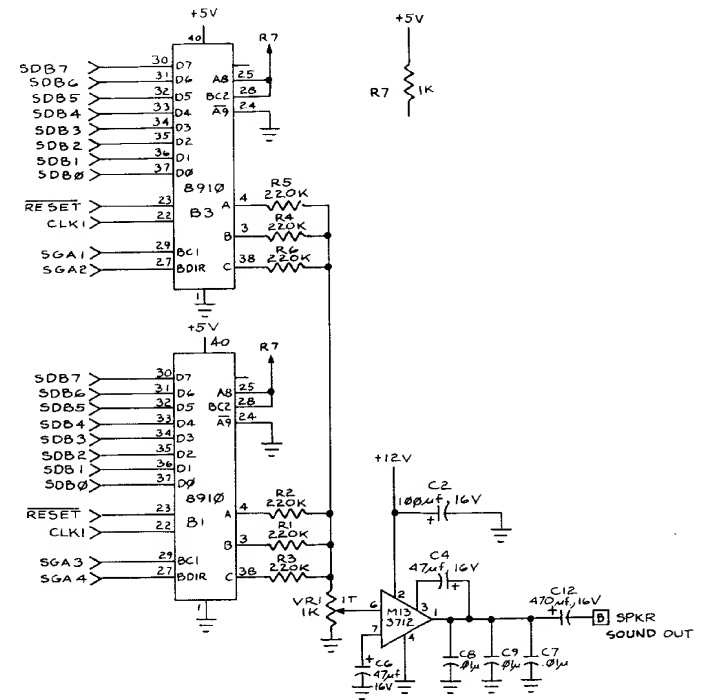 +5V
40
R7
SDB7 30 D7
SDB6 31 D6 A8 25
SDB5 32 D5 BC2 28
SDB4 33 D4 A9 24
SDB3 34 D3
SDB2 35 D2
SDB1 36 D1
SDBØ 37 DØ
891Ø
B3
RESET 23
CLK1 22
SGA1 29 BC1
SGA2 27 BDIR
A 4 R5 220K
B 3 R4 220K
C 38 R6 220K
1
+5V
R7 1K
+5V
40
R7
SDB7 30 D7
SDB6 31 D6 A8 25
SDB5 32 D5 BC2 28
SDB4 33 D4 A9 24
SDB3 34 D3
SDB2 35 D2
SDB1 36 D1
SDBØ 37 DØ
891Ø
B1
RESET 23
CLK1 22
SGA3 29 BC1
SGA4 27 BDIR
A 4 R2 220K
B 3 R1 220K
C 38 R3 220K
1
VR1 1T
1K
+12V
C2
100µf, 16V
+
C4
47µf, 16V
+
6 M13 3712 1
2
3
7
4
+
C6
47µf
16V
C8
.01µ
C9
.01µ
C7
.01µ
C12
470µf, 16V
+
B SPKR
SOUND OUT